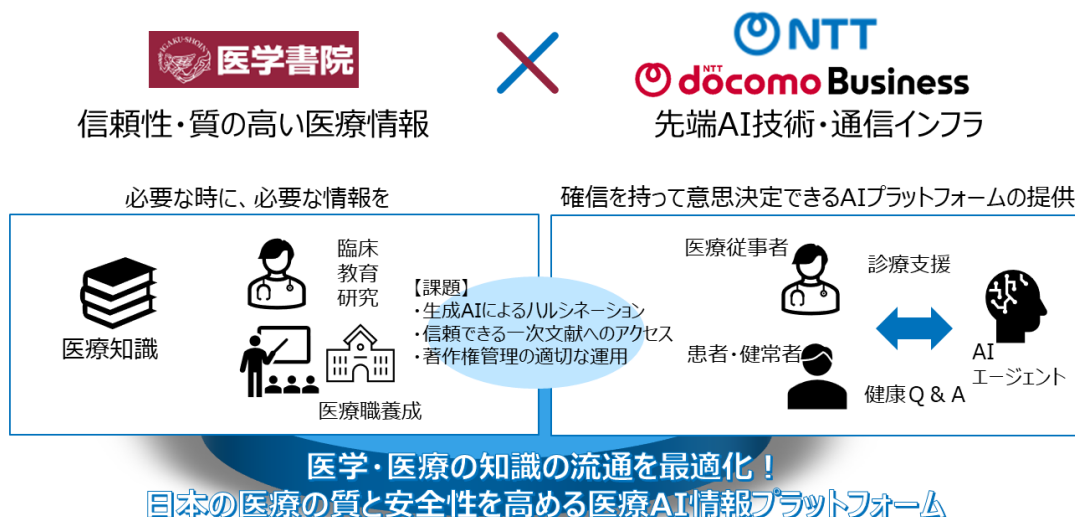 IGAKU-SHOIN
医学書院
信頼性・質の高い医療情報
NTT
NTT
döcomo Business
先端AI技術・通信インフラ
必要な時に、必要な情報を
医療知識
臨床
教育
研究
医療職養成
【課題】
・生成AIによるハルシネーション
・信頼できる一次文献へのアクセス
・著作権管理の適切な運用
確信を持って意思決定できるAIプラットフォームの提供
医療従事者
診療支援
患者・健常者
健康Q & A
AI
エージェント
医学・医療の知識の流通を最適化!
日本の医療の質と安全性を高める医療AI情報プラットフォーム